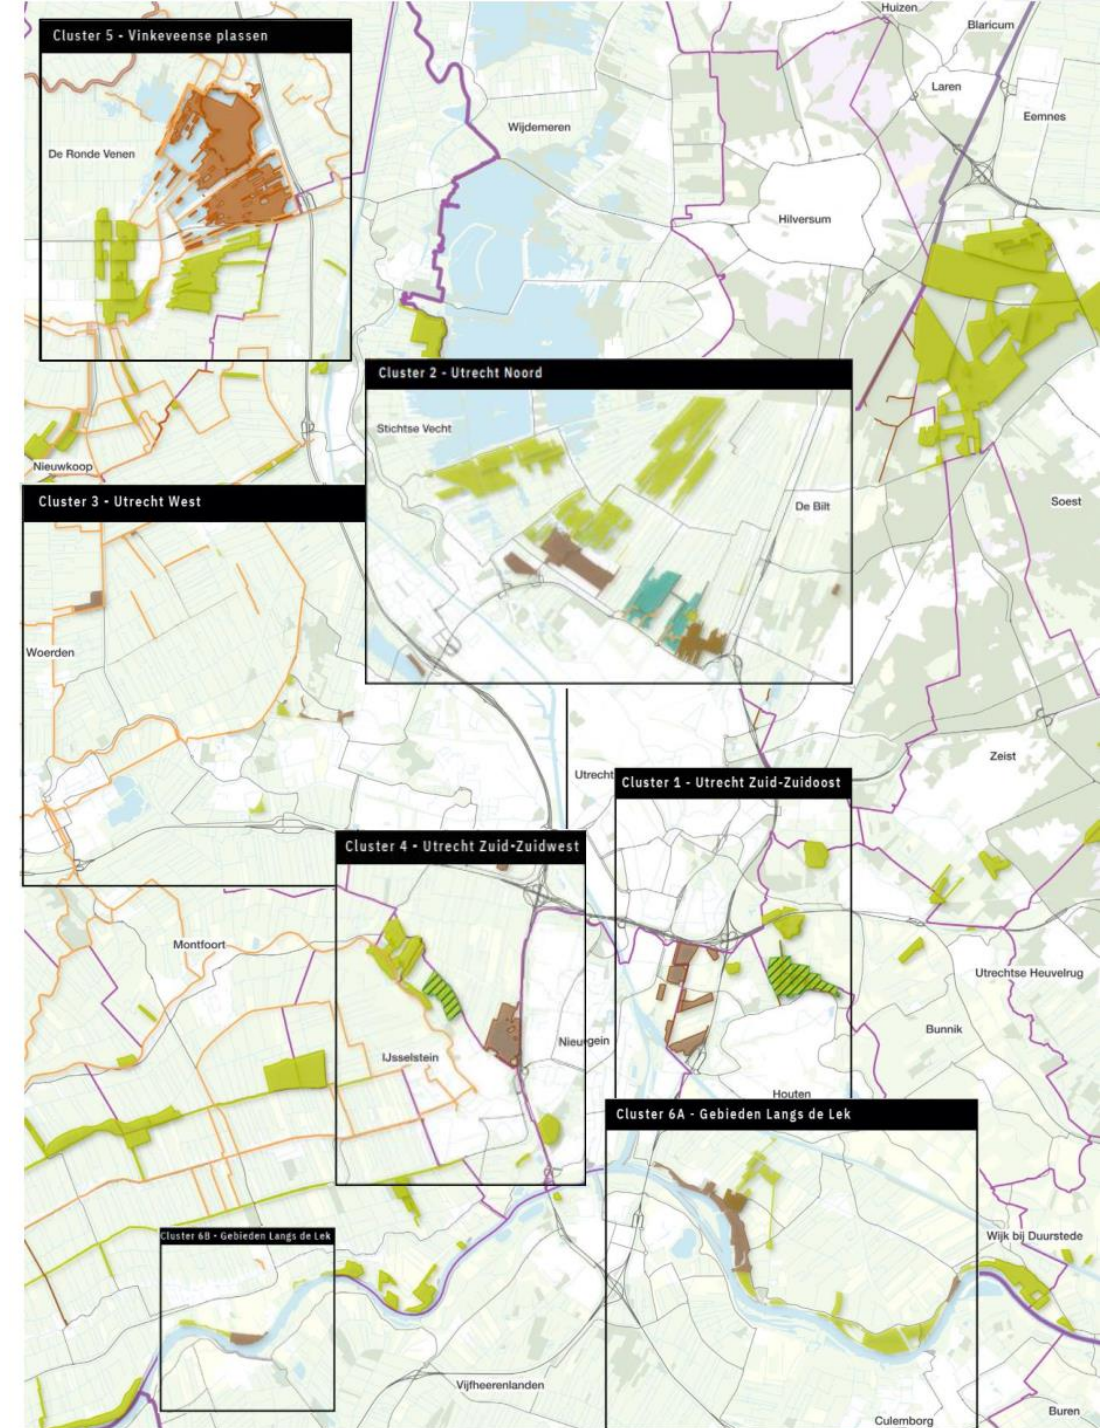 Huizen
Cluster 5 - Vinkeveense plassen
Blaricum
Laren
Eemnes
Wijdemeren
De Ronde Venen
Hilversum
Cluster 2 - Utrecht Noord
Stichtse Vecht
Nieuwkoop
Cluster 3 - Utrecht West
Soest
De Bilt
Woerden
Zeist
Utrecht
Cluster 1 - Utrecht Zuid-Zuidoost
Cluster 4 - Utrecht Zuid-Zuidwest
Montfoort
Utrechtse Heuvelrug
Bunnik
Nieuwgein
IJsselstein
Houten
Cluster 6A - Gebieden Langs de Lek
Cluster 6B - Gebieden Langs de Lek
Wijk bij Duurstede
Vijfheerenlanden
Buren
Culemborg